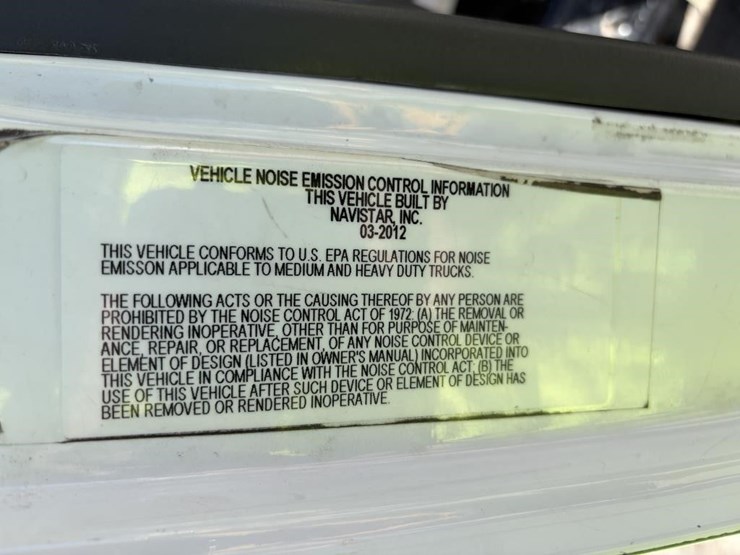 VEHICLE NOISE EMISSION CONTROL INFORMATION
THIS VEHICLE BUILT BY
NAVISTAR, INC.
03-2012
THIS VEHICLE CONFORMS TO U.S. EPA REGULATIONS FOR NOISE
EMISSON APPLICABLE TO MEDIUM AND HEAVY DUTY TRUCKS.
THE FOLLOWING ACTS OR THE CAUSING THEREOF BY ANY PERSON ARE
PROHIBITED BY THE NOISE CONTROL ACT OF 1972: (A) THE REMOVAL OR
RENDERING INOPERATIVE, OTHER THAN FOR PURPOSE OF MAINTEN-
ANCE, REPAIR, OR REPLACEMENT, OF ANY NOISE CONTROL DEVICE OR
ELEMENT OF DESIGN (LISTED IN OWNER'S MANUAL) INCORPORATED INTO
THIS VEHICLE IN COMPLIANCE WITH THE NOISE CONTROL ACT; (B) THE
USE OF THIS VEHICLE AFTER SUCH DEVICE OR ELEMENT OF DESIGN HAS
BEEN REMOVED OR RENDERED INOPERATIVE.